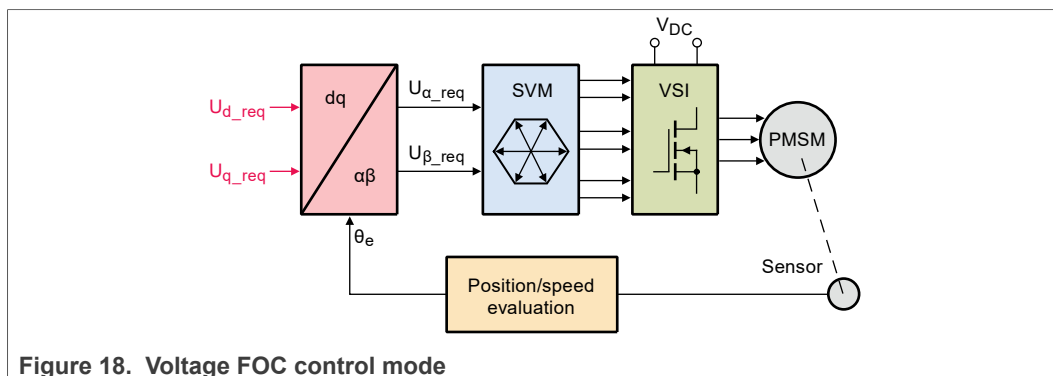 V_DC
dq
U_α_req
SVM
VSI
U_d_req
PMSM
U_q_req
U_β_req
αβ
θ_e
Sensor
Position/speed
evaluation
Figure 18. Voltage FOC control mode